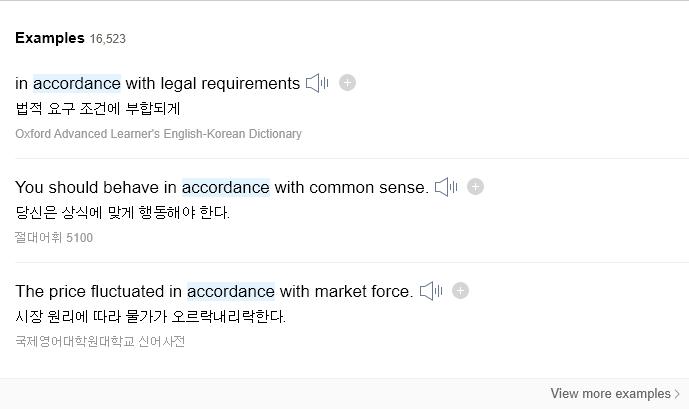 Examples 16,523
in accordance with legal requirements
법적 요구 조건에 부합되게
Oxford Advanced Learner's English-Korean Dictionary
You should behave in accordance with common sense.
당신은 상식에 맞게 행동해야 한다.
절대어휘 5100
The price fluctuated in accordance with market force.
시장 원리에 따라 물가가 오르락내리락한다.
국제영어대학원대학교 신어사전
View more examples